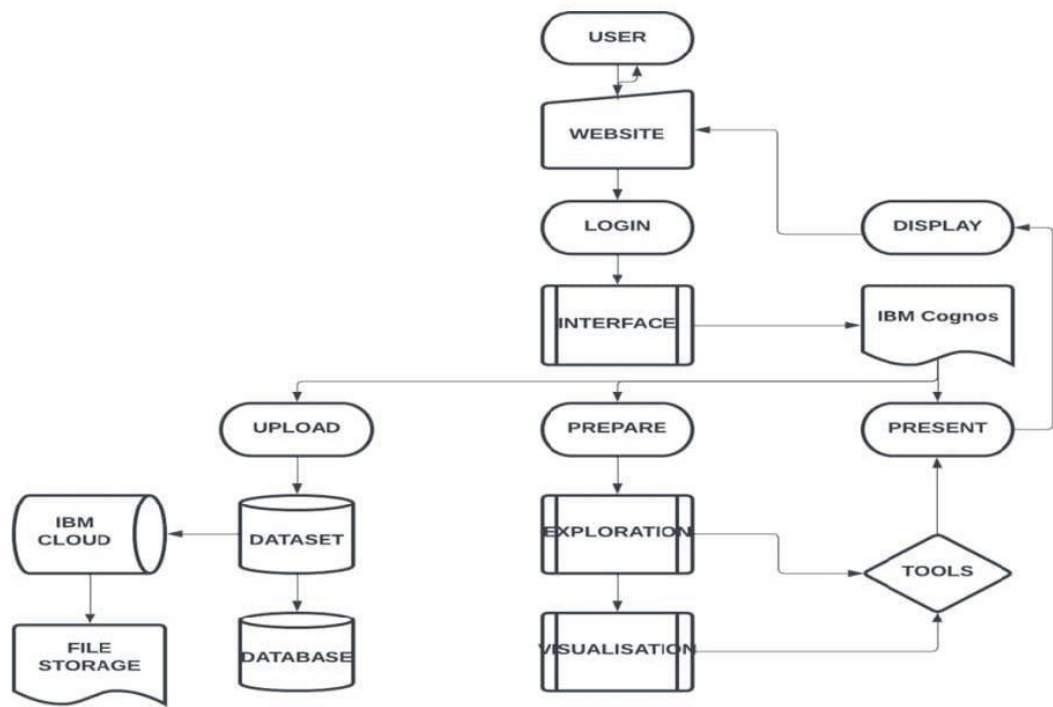 USER
WEBSITE
LOGIN
DISPLAY
INTERFACE
IBM Cognos
UPLOAD
PREPARE
PRESENT
IBM
CLOUD
DATASET
EXPLORATION
TOOLS
FILE
STORAGE
DATABASE
VISUALISATION